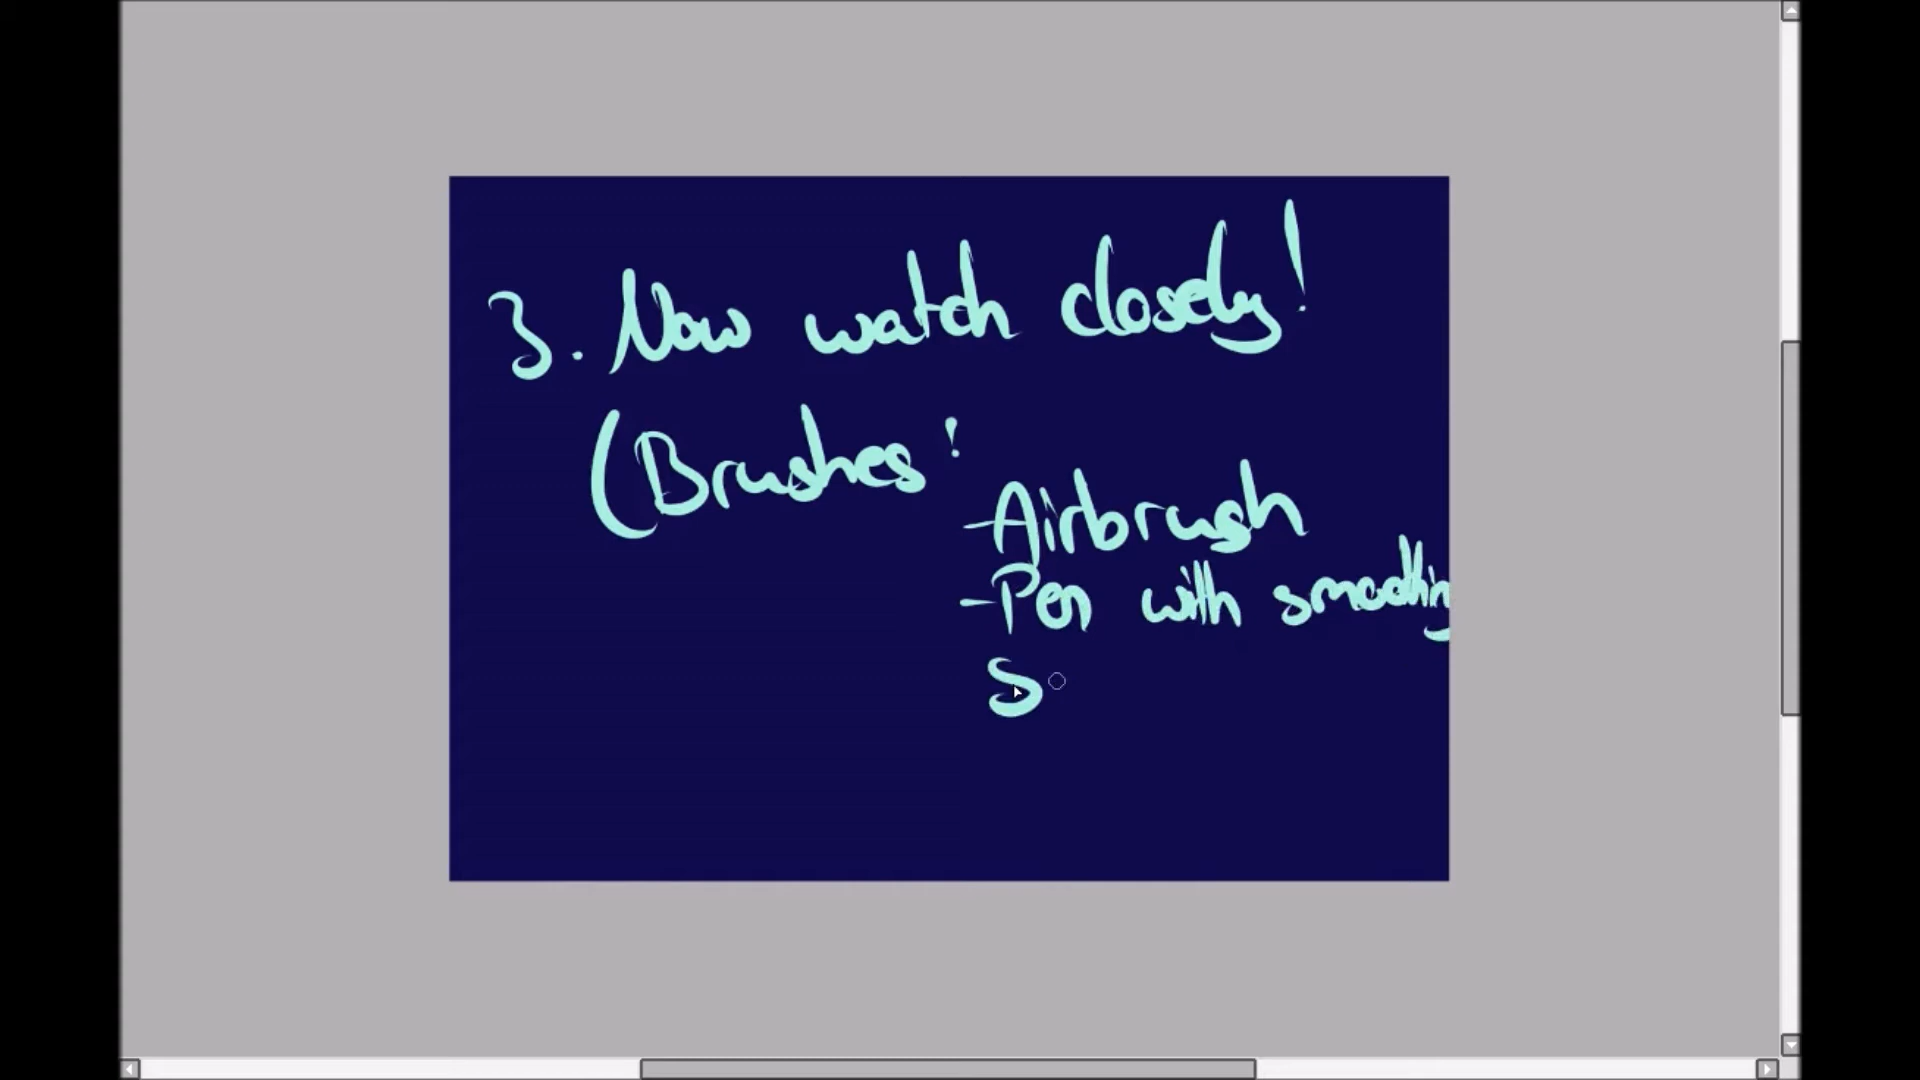 3. Now watch closely!
(Brushes:
-Airbrush
-Pen with smoothing
S